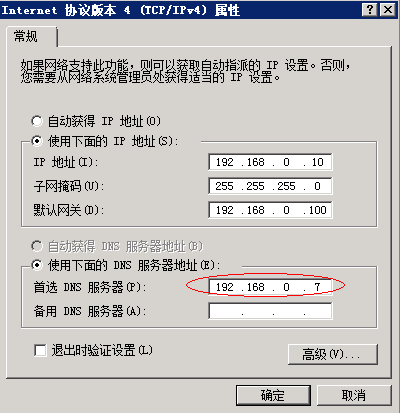 Internet 协议版本 4 (TCP/IPv4) 属性
常规
如果网络支持此功能，则可以获取自动指派的 IP 设置。否则，
您需要从网络系统管理员处获得适当的 IP 设置。
自动获得 IP 地址(O)
使用下面的 IP 地址(S):
IP 地址(I): 192 .168 . 0 . 10
子网掩码(U): 255 .255 .255 . 0
默认网关(D): 192 .168 . 0 .100
自动获得 DNS 服务器地址(B)
使用下面的 DNS 服务器地址(E):
首选 DNS 服务器(P): 192 .168 . 0 . 7
备用 DNS 服务器(A): . . .
退出时验证设置(L)
高级(V)...
确定 取消